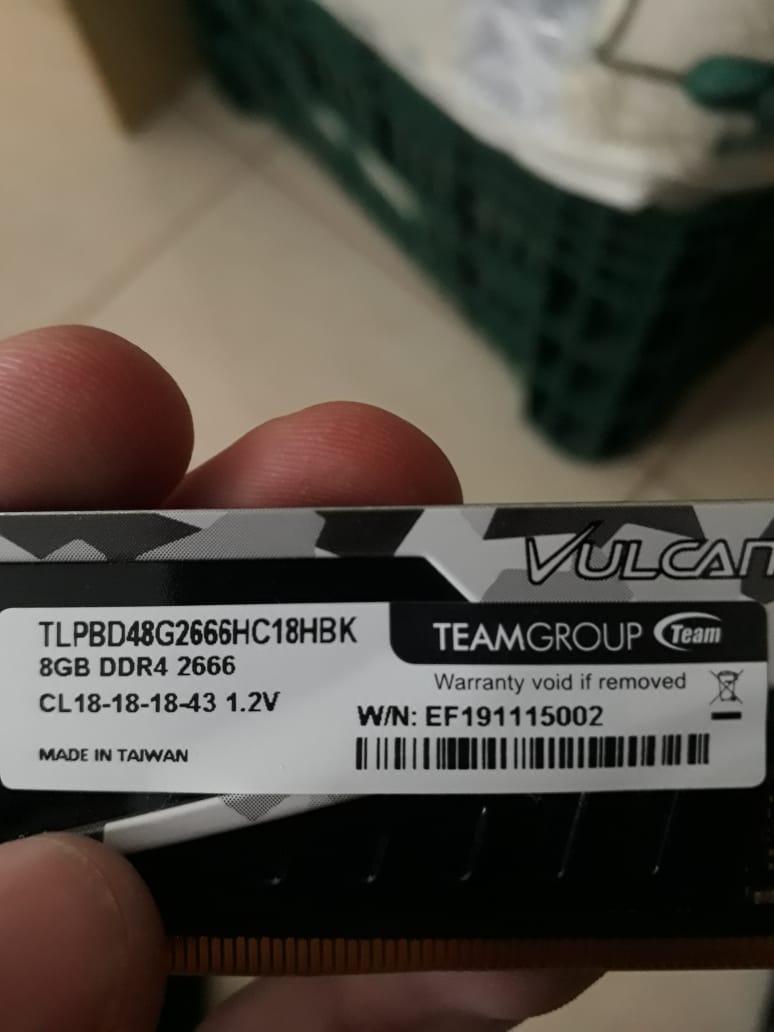 VULCAN
TLPBD48G2666HC18HBK
TEAMGROUP Team
8GB DDR4 2666
Warranty void if removed
CL18-18-18-43 1.2V
W/N: EF191115002
MADE IN TAIWAN